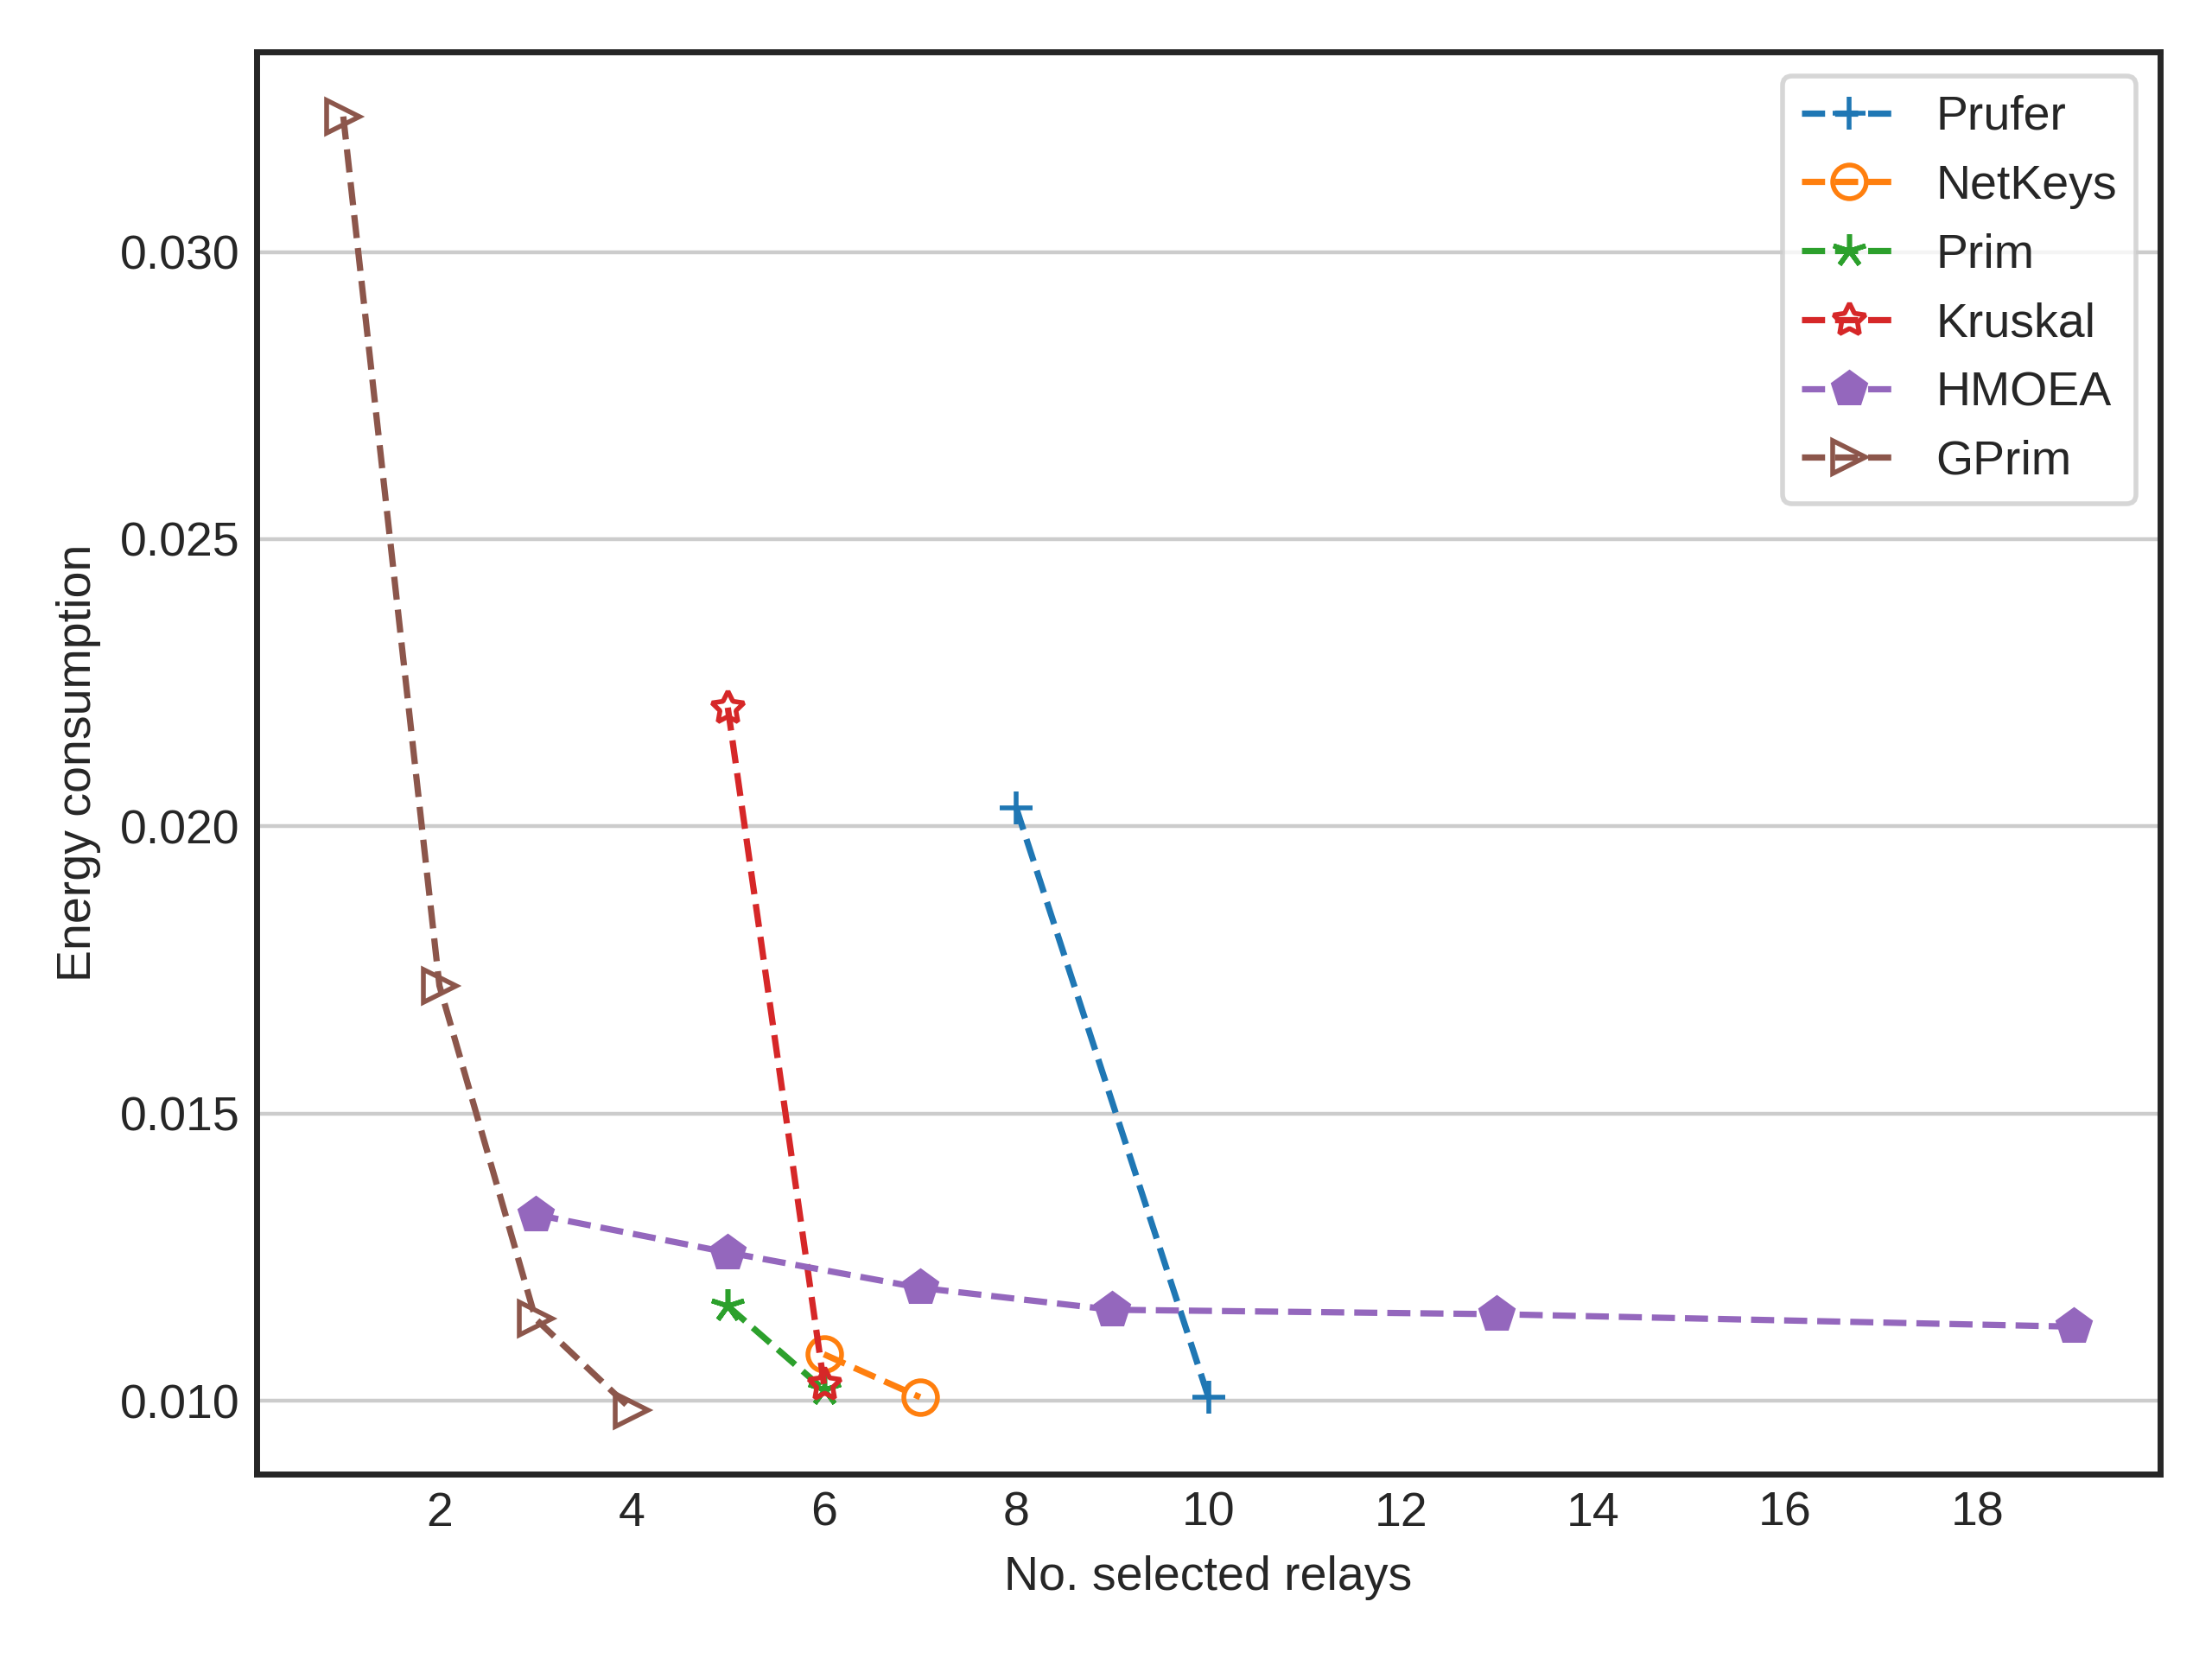 Prufer
NetKeys
Prim
Kruskal
HMOEA
GPrim
0.030
0.025
0.020
0.015
0.010
Energy consumption
2 4 6 8 10 12 14 16 18
No. selected relays